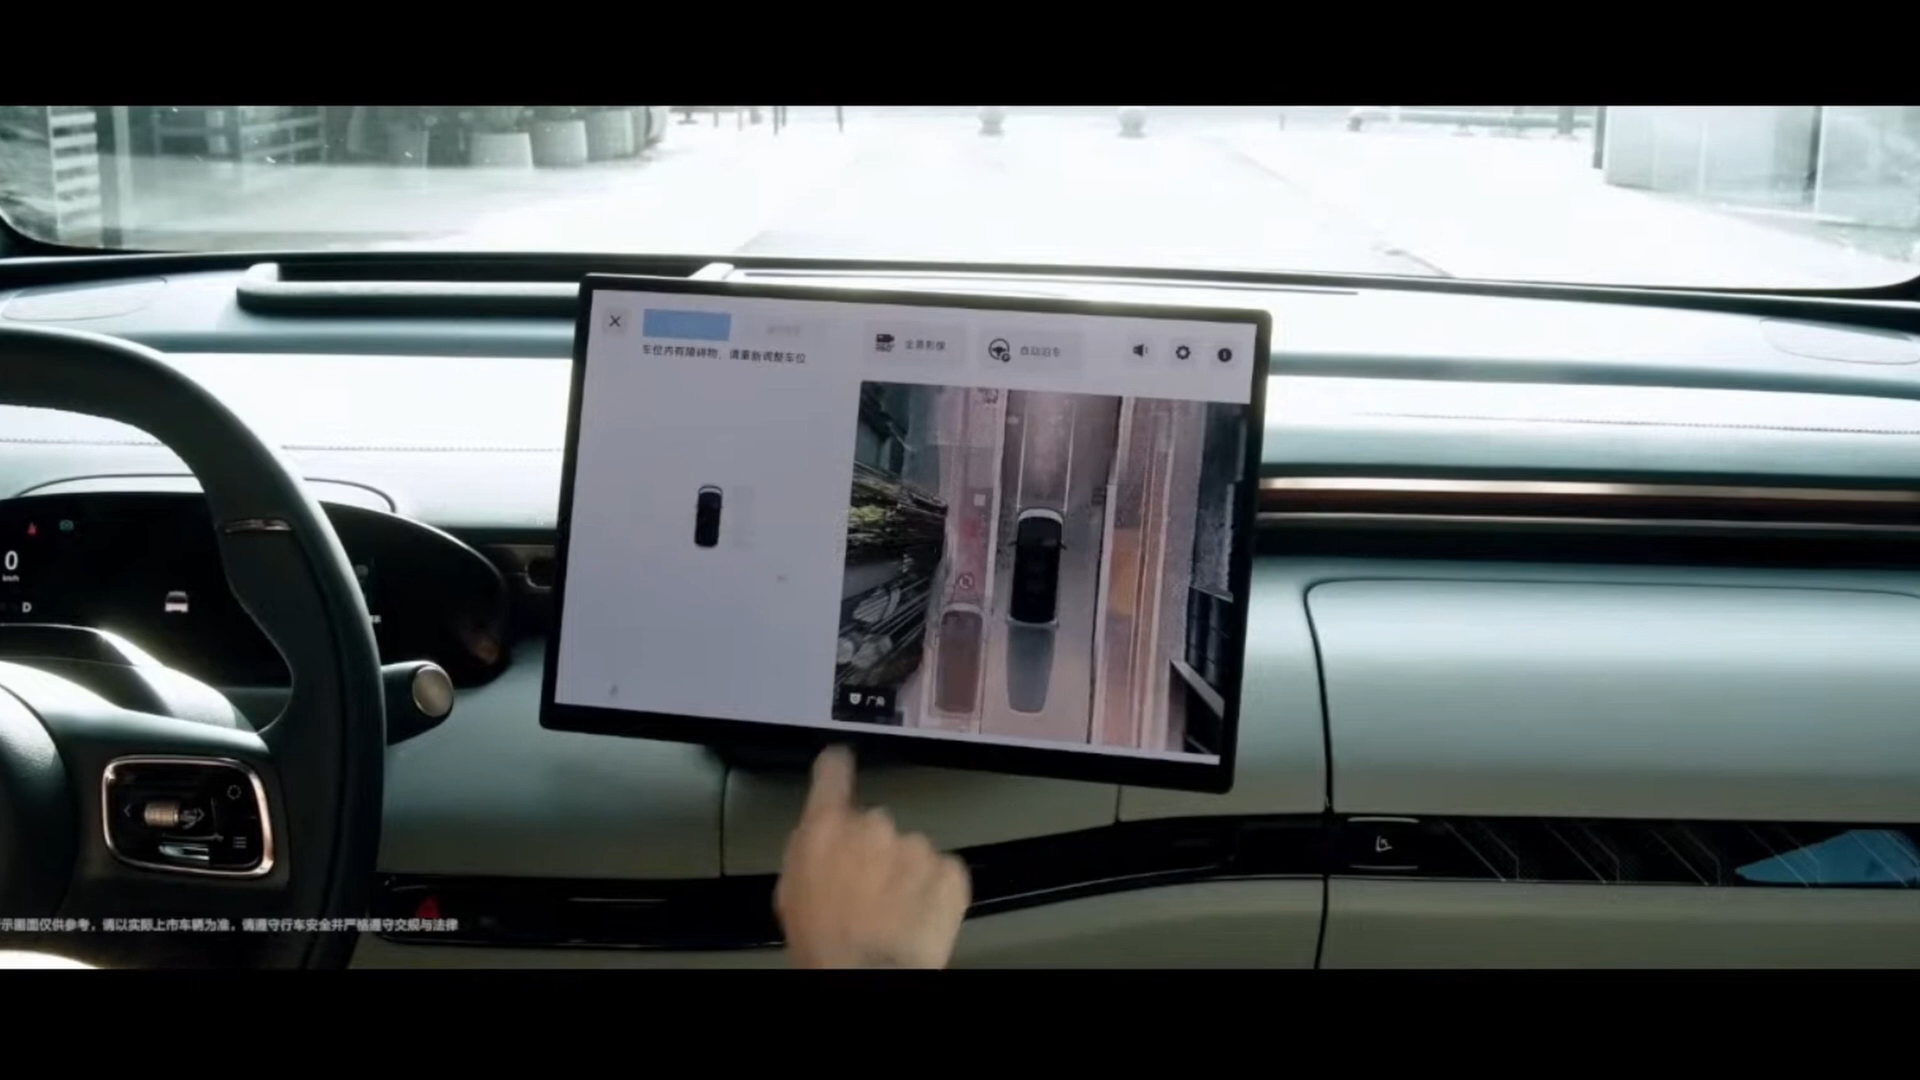 车位内有障碍物，请重新调整车位
全景影像
自动泊车
广角
0
km/h
D
示画面仅供参考，请以实际上市车辆为准，请遵守行车安全并严格遵守交规与法律